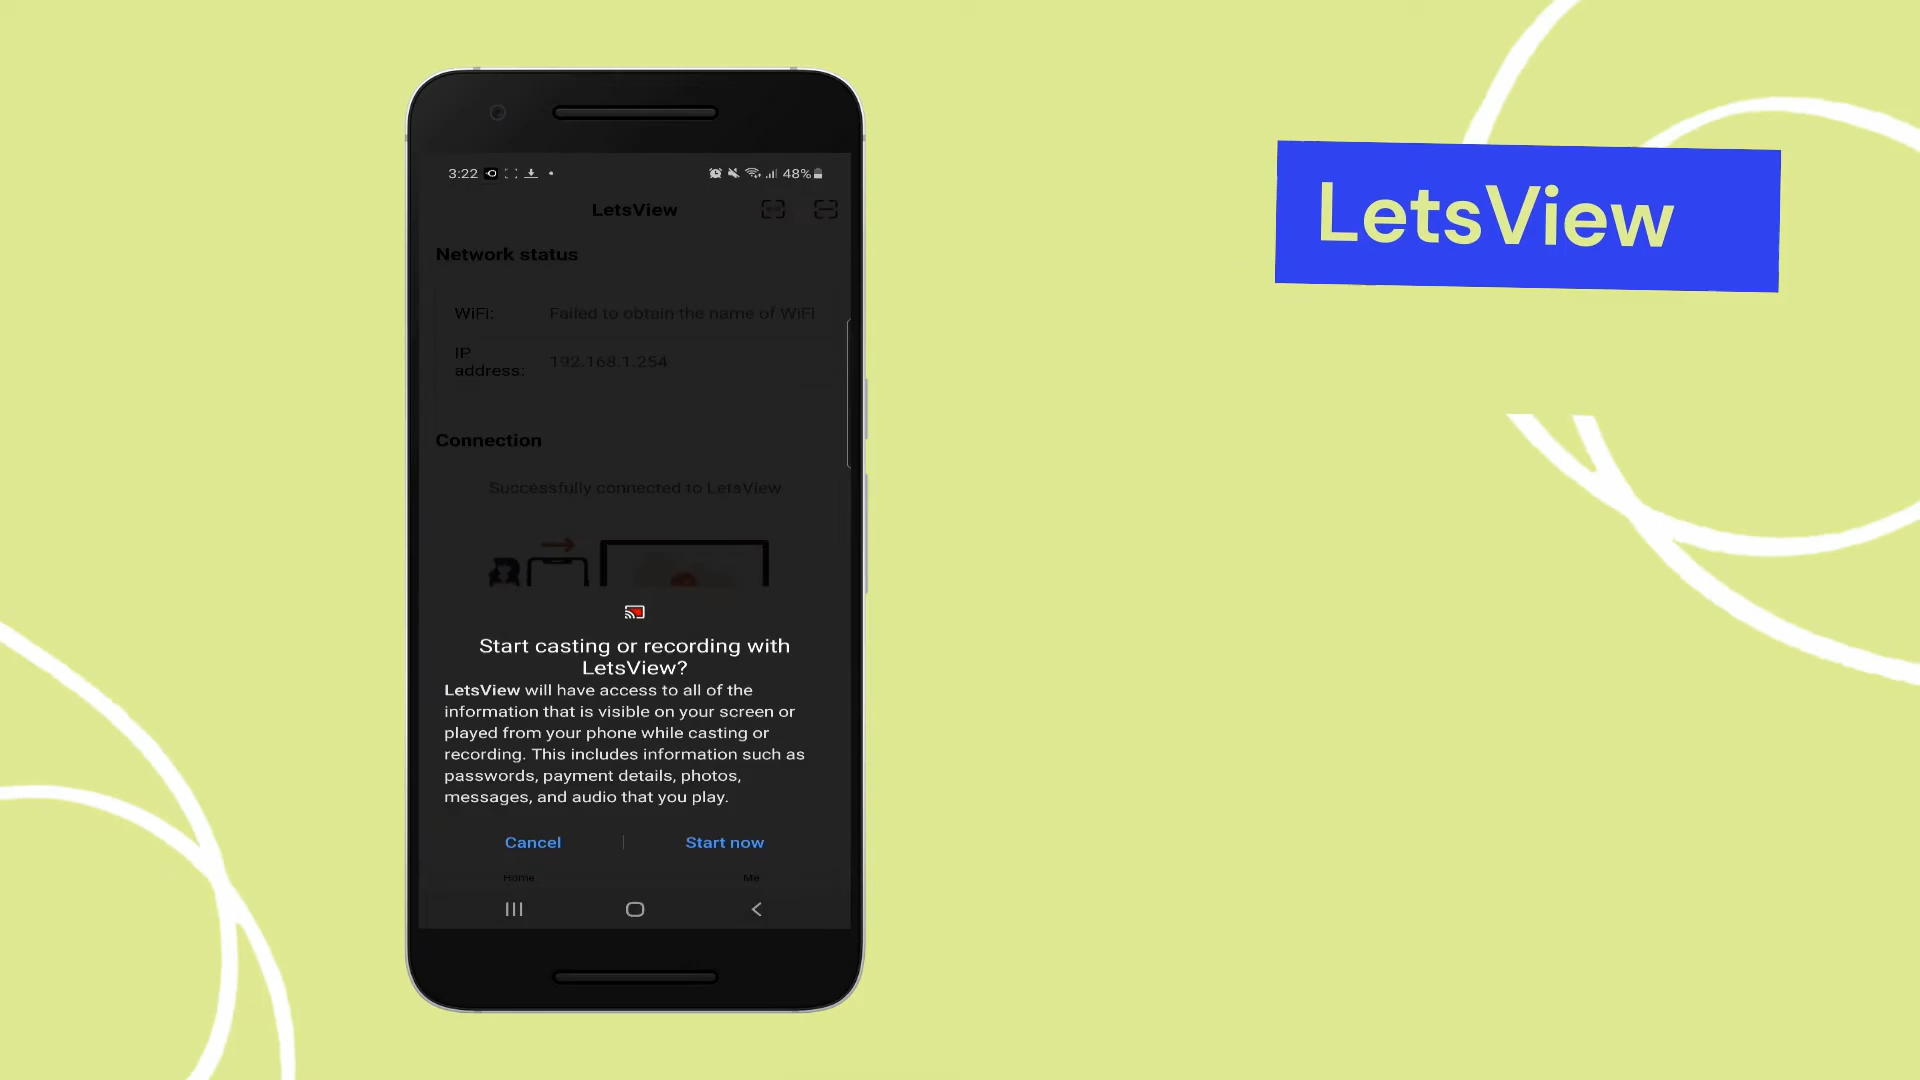 3:22
48%
LetsView
Network status
WiFi: Failed to obtain the name of WiFi
IP
address:
192.168.1.254
Connection
Successfully connected to LetsView
Start casting or recording with
LetsView?
LetsView will have access to all of the
information that is visible on your screen or
played from your phone while casting or
recording. This includes information such as
passwords, payment details, photos,
messages, and audio that you play.
Cancel
Start now
Home
Me
LetsView